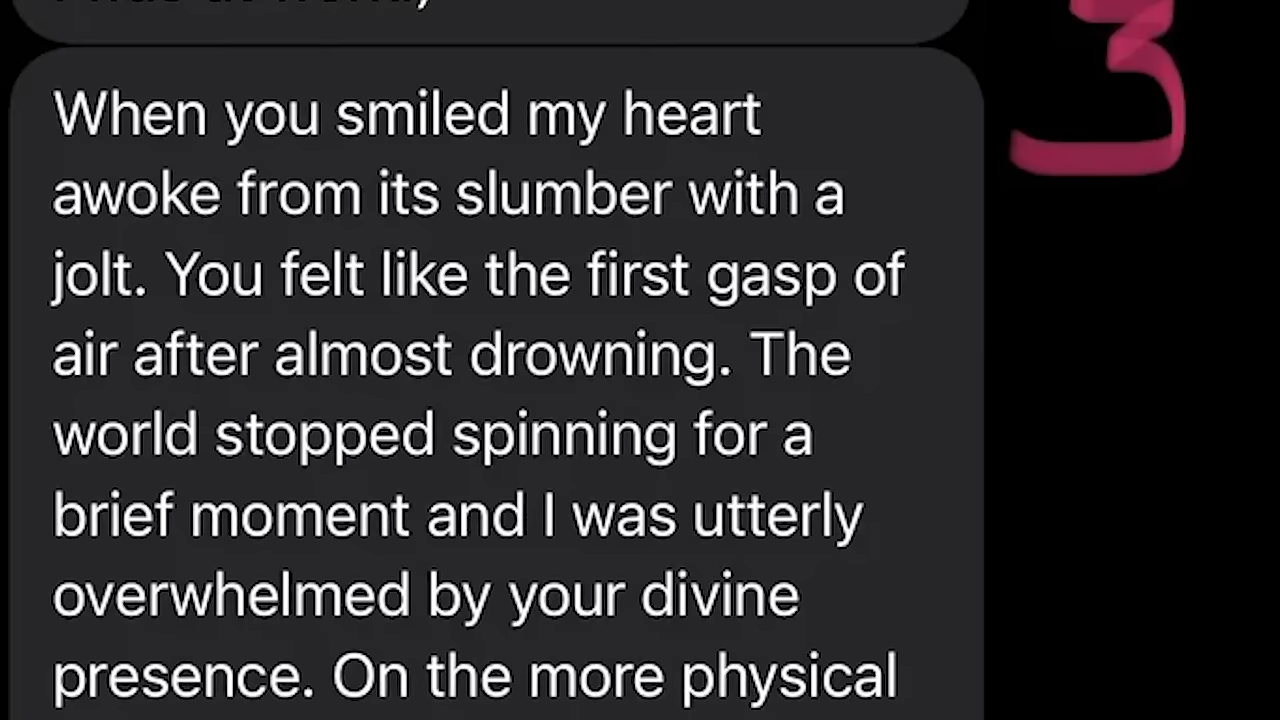 When you smiled my heart
awoke from its slumber with a
jolt. You felt like the first gasp of
air after almost drowning. The
world stopped spinning for a
brief moment and I was utterly
overwhelmed by your divine
presence. On the more physical
3